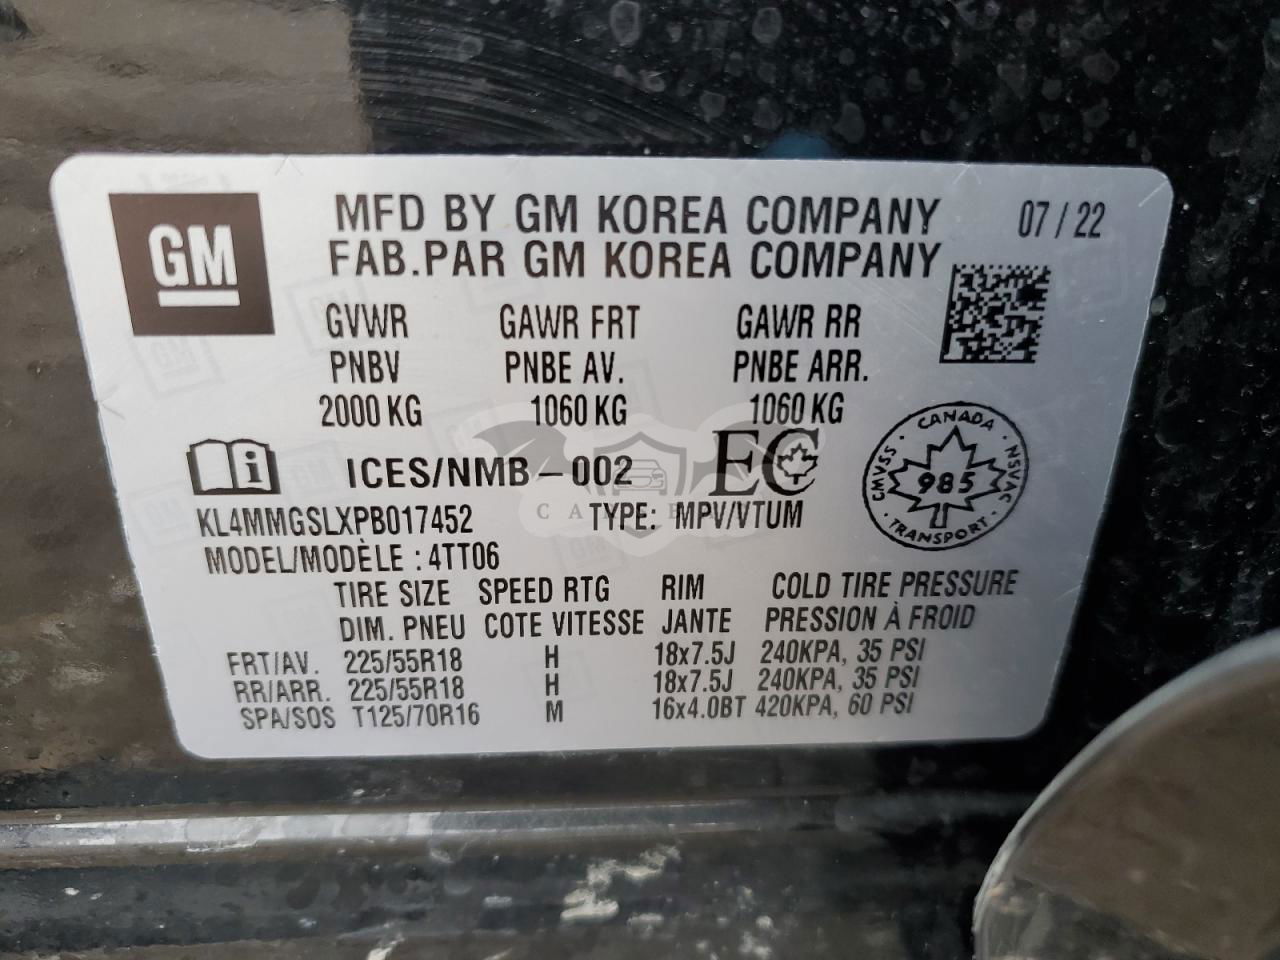 GM
MFD BY GM KOREA COMPANY 07/22
FAB.PAR GM KOREA COMPANY
GVWR GAWR FRT GAWR RR
PNBV PNBE AV. PNBE ARR.
2000 KG 1060 KG 1060 KG
i ICES/NMB-002 EC
CANADA
CMVSS 985 NSVAC
TRANSPORT
KL4MMGSLXPB017452 TYPE: MPV/VTUM
MODEL/MODÈLE : 4TT06
TIRE SIZE SPEED RTG RIM COLD TIRE PRESSURE
DIM. PNEU COTE VITESSE JANTE PRESSION À FROID
FRT/AV. 225/55R18 H 18x7.5J 240KPA, 35 PSI
RR/ARR. 225/55R18 H 18x7.5J 240KPA, 35 PSI
SPA/SOS T125/70R16 M 16x4.0BT 420KPA, 60 PSI